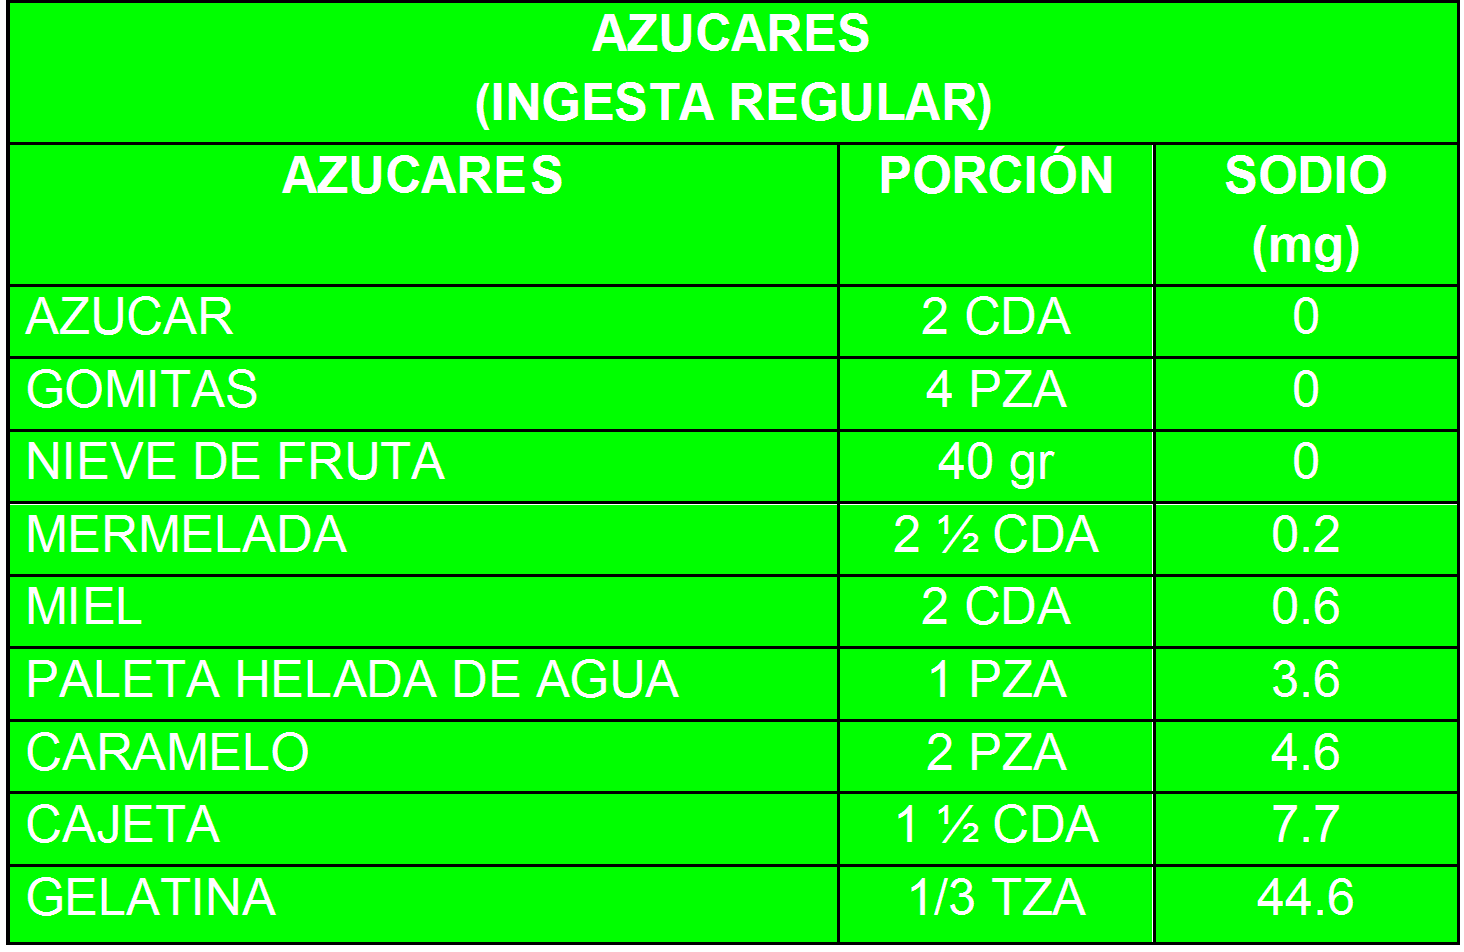 AZUCARES
(INGESTA REGULAR)
AZUCARES PORCIÓN SODIO
(mg)
AZUCAR 2 CDA 0
GOMITAS 4 PZA 0
NIEVE DE FRUTA 40 gr 0
MERMELADA 2 ½ CDA 0.2
MIEL 2 CDA 0.6
PALETA HELADA DE AGUA 1 PZA 3.6
CARAMELO 2 PZA 4.6
CAJETA 1 ½ CDA 7.7
GELATINA 1/3 TZA 44.6